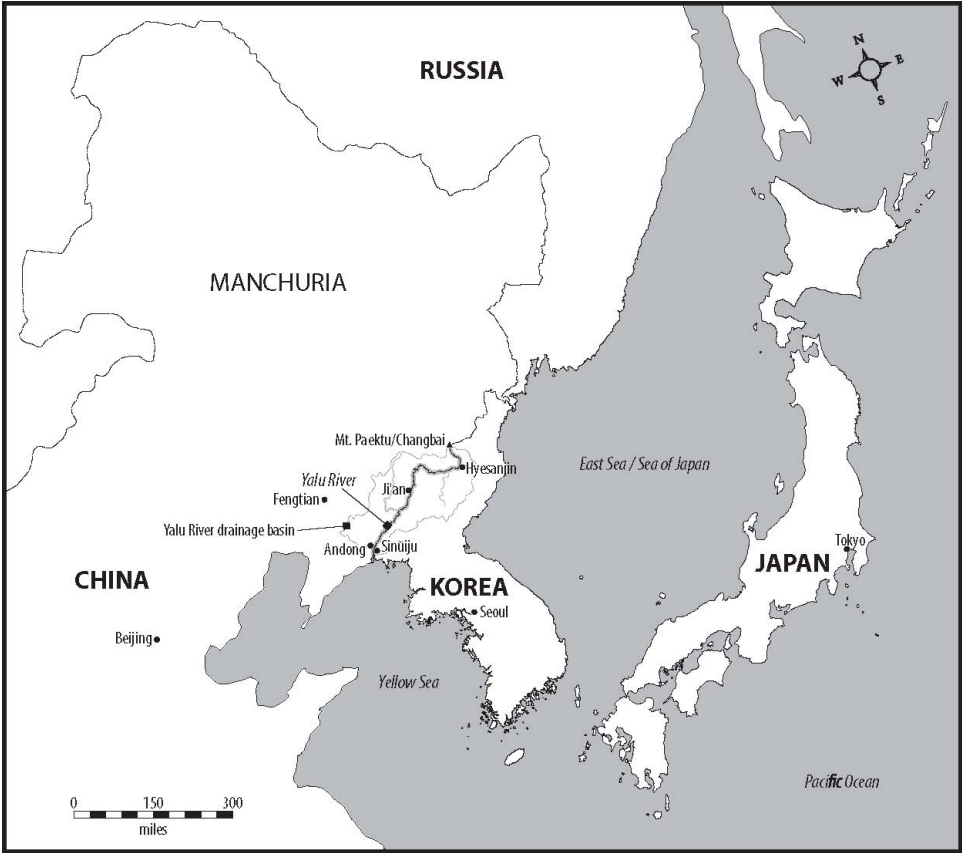 RUSSIA
N
W E
S
MANCHURIA
Mt. Paektu/Changbai
Hyesanjin
East Sea / Sea of Japan
Yalu River
Ji'an
Fengtian
Yalu River drainage basin
Andong
Sinŭiju
Tokyo
JAPAN
CHINA
KOREA
Seoul
Beijing
Yellow Sea
Pacific Ocean
0 150 300
miles